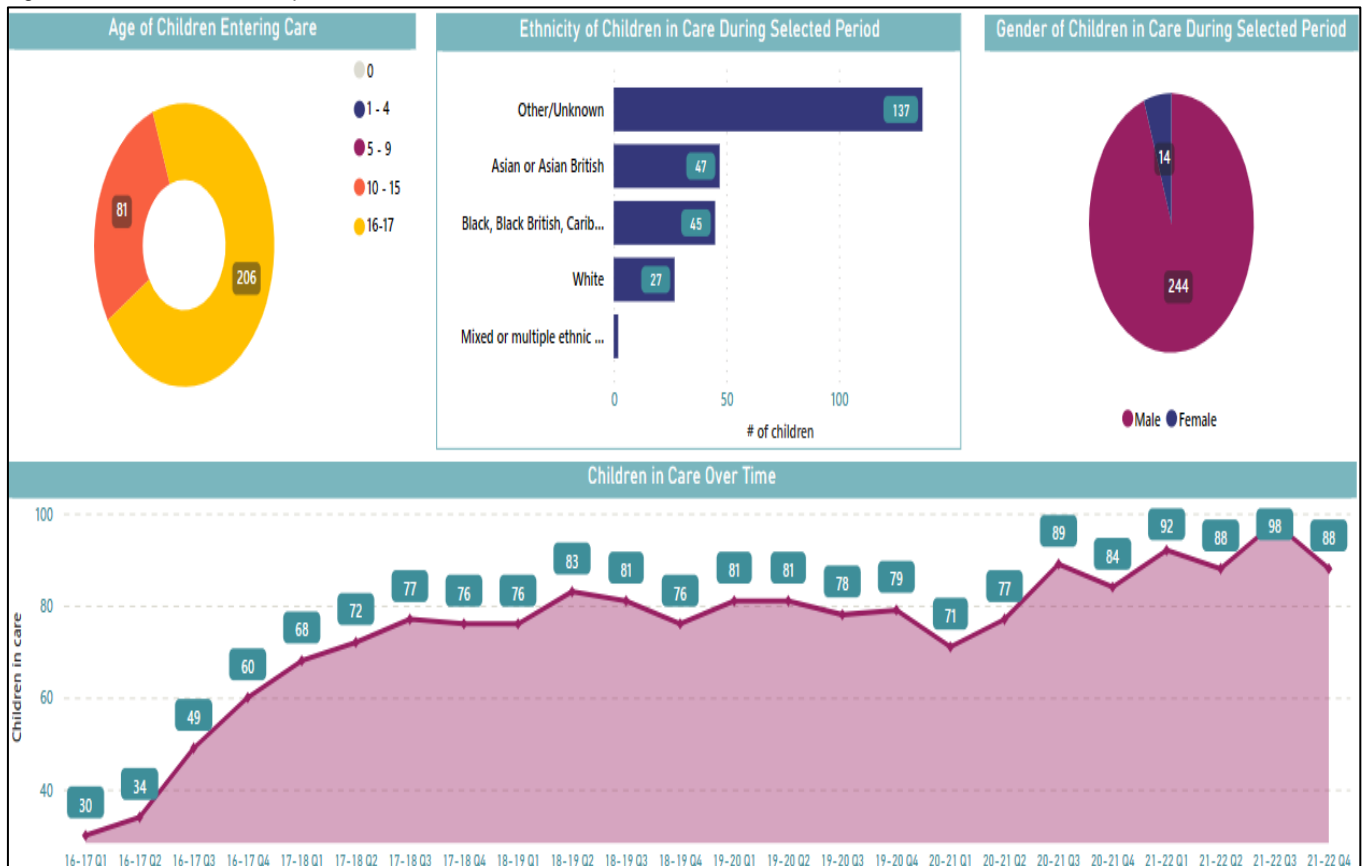 Age of Children Entering Care
0
1 - 4
5 - 9
10 - 15
16-17
81
206
Ethnicity of Children in Care During Selected Period
Other/Unknown
137
Asian or Asian British
47
Black, Black British, Carib...
45
White
27
Mixed or multiple ethnic ...
0 50 100
# of children
Gender of Children in Care During Selected Period
14
244
Male Female
Children in Care Over Time
Children in care
100
80
60
40
30 34 49 60 68 72 77 76 76 83 81 76 81 81 78 79 71 77 89 84 92 88 98 88
16-17 Q1 16-17 Q2 16-17 Q3 16-17 Q4 17-18 Q1 17-18 Q2 17-18 Q3 17-18 Q4 18-19 Q1 18-19 Q2 18-19 Q3 18-19 Q4 19-20 Q1 19-20 Q2 19-20 Q3 19-20 Q4 20-21 Q1 20-21 Q2 20-21 Q3 20-21 Q4 21-22 Q1 21-22 Q2 21-22 Q3 21-22 Q4